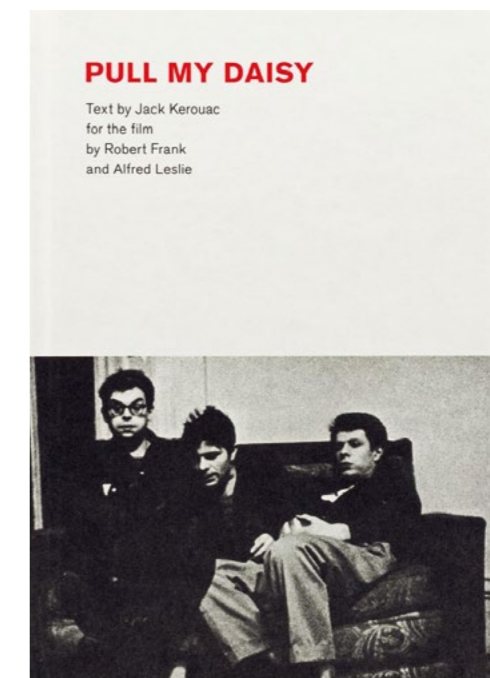 PULL MY DAISY
Text by Jack Kerouac
for the film
by Robert Frank
and Alfred Leslie